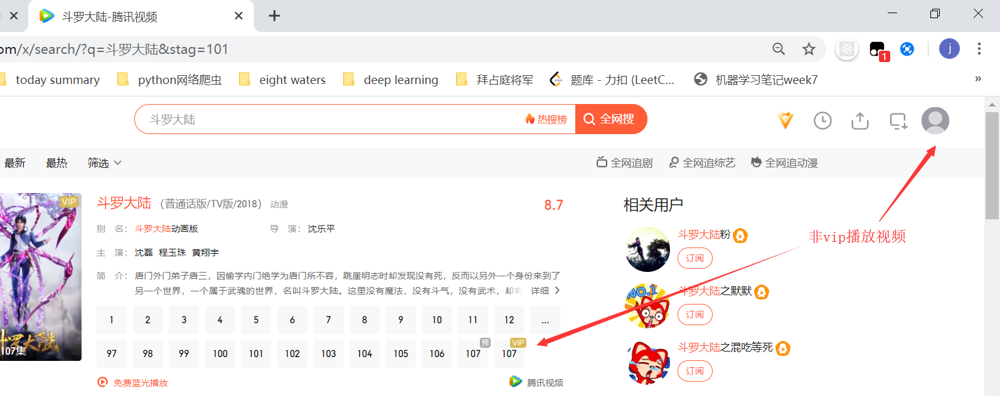 斗罗大陆-腾讯视频
om/x/search/?q=斗罗大陆&stag=101
1
j
today summary
python网络爬虫
eight waters
deep learning
拜占庭将军
题库 - 力扣 (LeetC...
机器学习笔记week7
»
斗罗大陆
热搜榜
全网搜
最新
最热
筛选
全网追剧
全网追综艺
全网追动漫
VIP
107集
斗罗大陆 （普通话版/TV版/2018） 动漫
8.7
别 名： 斗罗大陆动画版
导 演： 沈乐平
主 演： 沈磊 程玉珠 黄翔宇
简 介： 唐门外门弟子唐三，因偷学内门绝学为唐门所不容，跳崖明志时却发现没有死，反而以另外一个身份来到了
另一个世界，一个属于武魂的世界，名叫斗罗大陆。这里没有魔法，没有斗气，没有武术，却有 详细
1 2 3 4 5 6 7 8 9 10 11 12 ...
预 VIP
97 98 99 100 101 102 103 104 105 106 107 107
免费蓝光播放
腾讯视频
相关用户
斗罗大陆粉
订阅
NO.1
斗罗大陆之默默
订阅
斗罗大陆之混吃等死
订阅
非vip播放视频